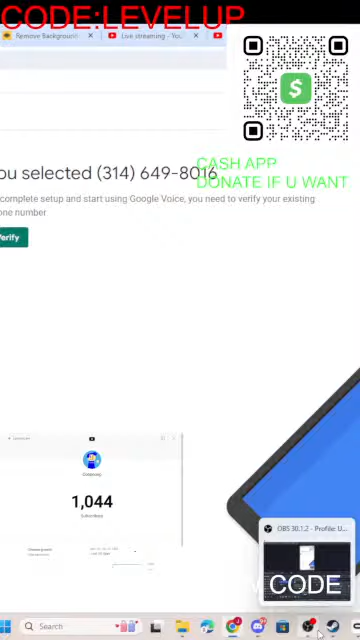 CODE:LEVELUP
Remove Background
Live streaming - You
ou selected (314) 649-8016
CASH APP
DONATE IF U WANT
complete setup and start using Google Voice, you need to verify your existing
one number
erify
1,044
Subscribers
OBS 30.1.2 - Profile: U...
CODE
Search